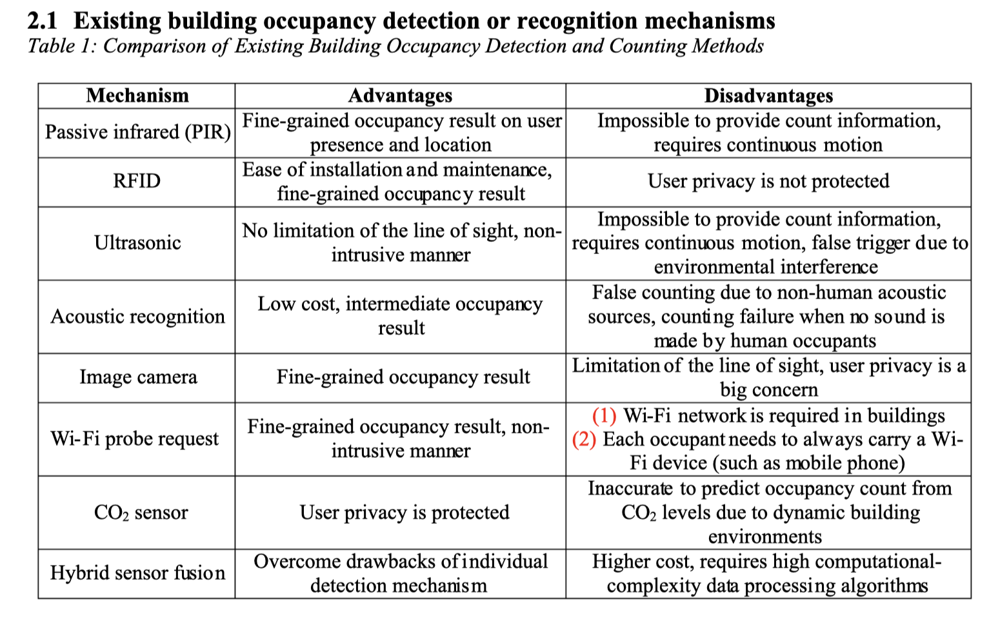 2.1 Existing building occupancy detection or recognition mechanisms
Table 1: Comparison of Existing Building Occupancy Detection and Counting Methods
Mechanism
Advantages
Disadvantages
Passive infrared (PIR)
Fine-grained occupancy result on user
presence and location
Impossible to provide count information,
requires continuous motion
RFID
Ease of installation and maintenance,
fine-grained occupancy result
User privacy is not protected
Ultrasonic
No limitation of the line of sight, non-
intrusive manner
Impossible to provide count information,
requires continuous motion, false trigger due to
environmental interference
Acoustic recognition
Low cost, intermediate occupancy
result
False counting due to non-human acoustic
sources, counting failure when no sound is
made by human occupants
Image camera
Fine-grained occupancy result
Limitation of the line of sight, user privacy is a
big concern
Wi-Fi probe request
Fine-grained occupancy result, non-
intrusive manner
(1) Wi-Fi network is required in buildings
(2) Each occupant needs to always carry a Wi-
Fi device (such as mobile phone)
CO₂ sensor
User privacy is protected
Inaccurate to predict occupancy count from
CO₂ levels due to dynamic building
environments
Hybrid sensor fusion
Overcome drawbacks of individual
detection mechanism
Higher cost, requires high computational-
complexity data processing algorithms